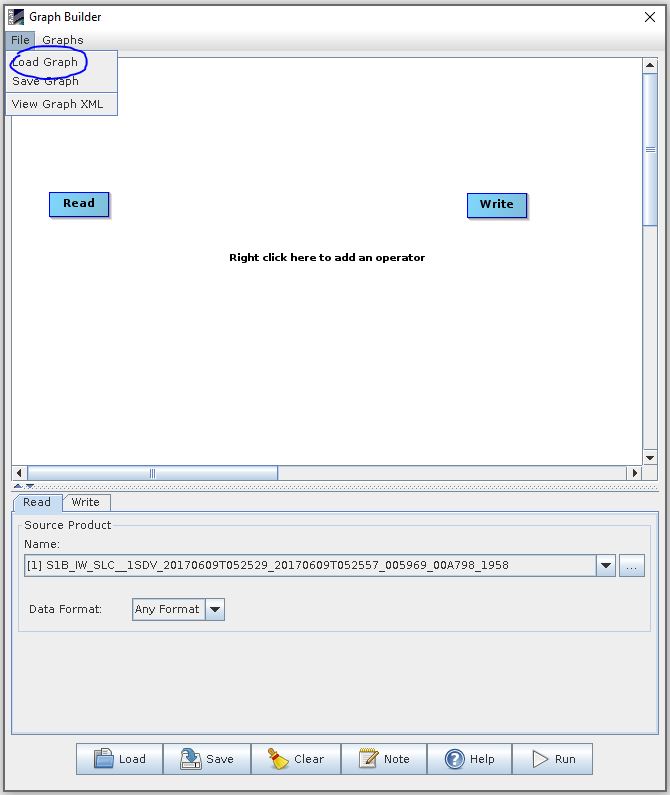 Graph Builder
File Graphs
Load Graph
Save Graph
View Graph XML
Read
Write
Right click here to add an operator
Read Write
Source Product
Name:
[1] S1B_IW_SLC__1SDV_20170609T052529_20170609T052557_005969_00A798_1958
...
Data Format: Any Format
Load Save Clear Note Help Run